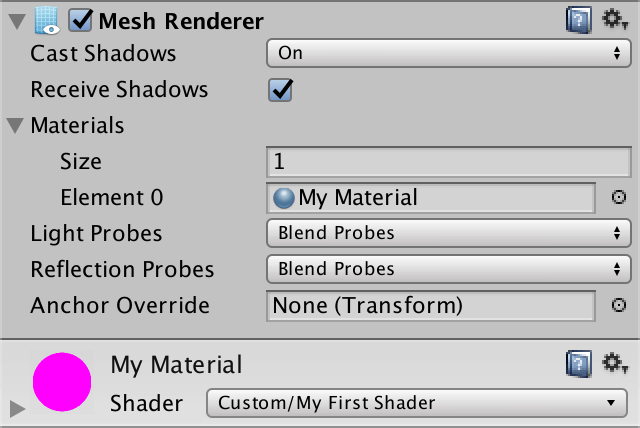 Mesh Renderer
Cast Shadows On
Receive Shadows
Materials
Size 1
Element 0 My Material
Light Probes Blend Probes
Reflection Probes Blend Probes
Anchor Override None (Transform)
My Material
Shader Custom/My First Shader